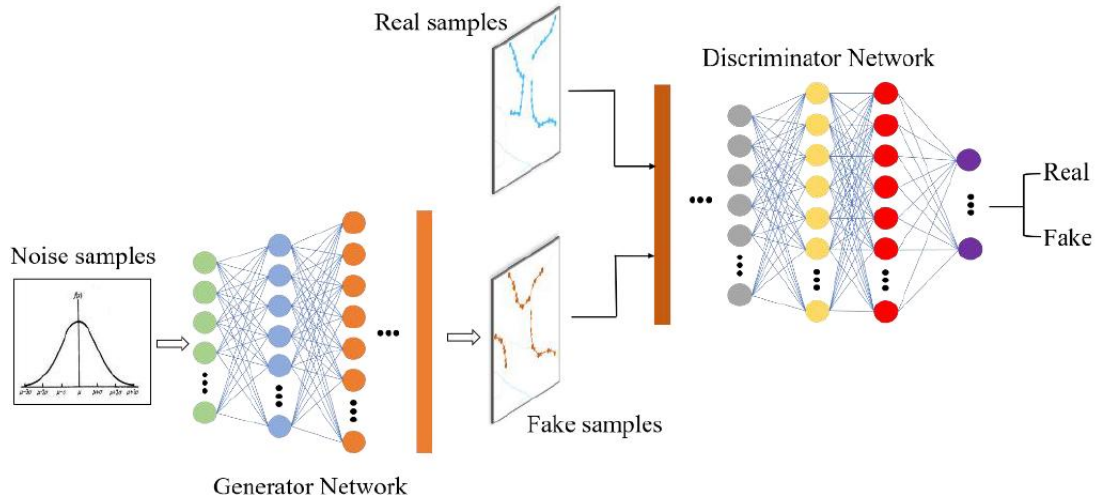 Real samples
Discriminator Network
Real
Fake
Noise samples
f(x)
μ
Fake samples
Generator Network